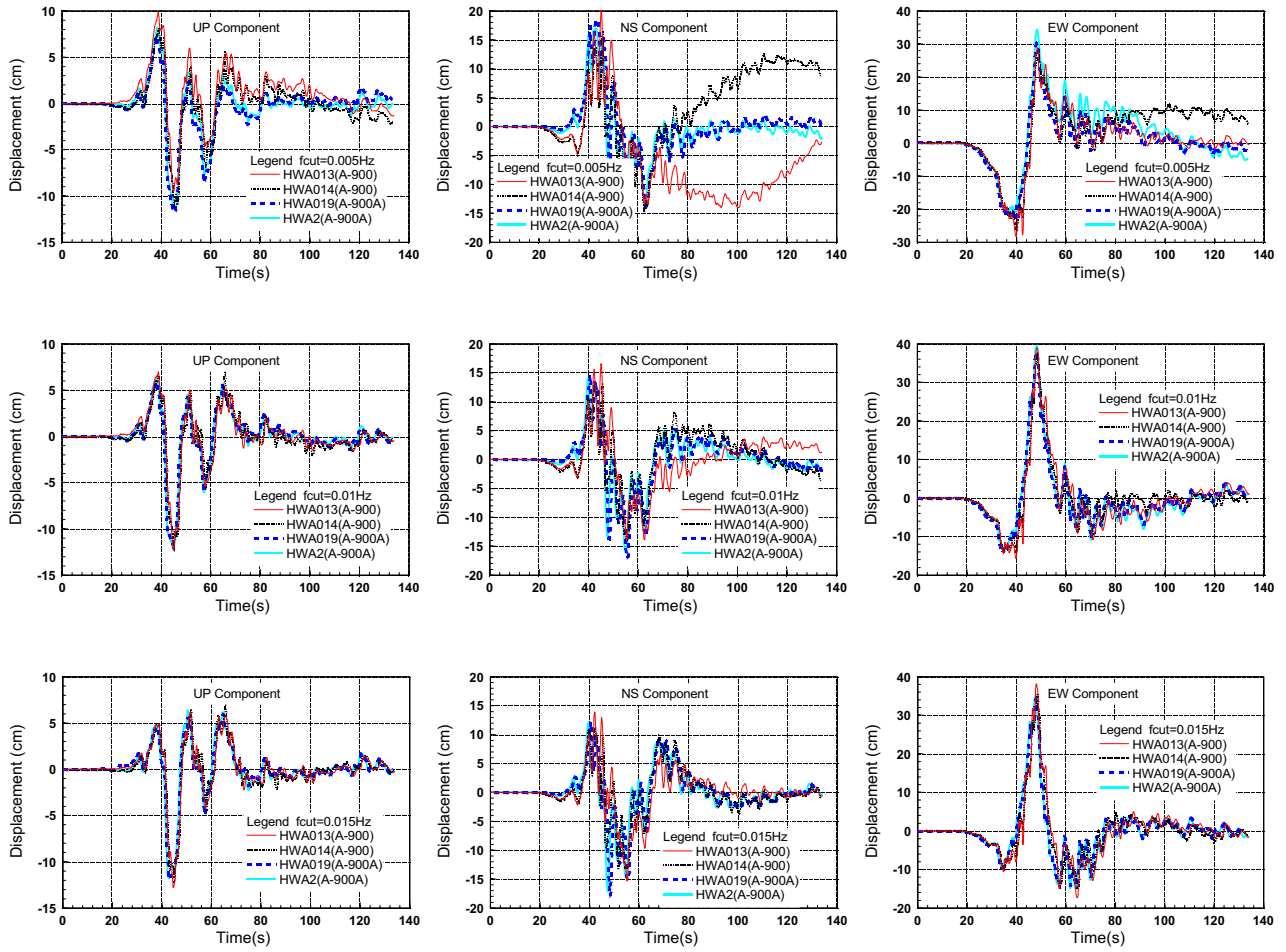 UP Component
Displacement (cm)
10
5
0
-5
-10
-15
Legend fcut=0.005Hz
HWA013(A-900)
HWA014(A-900)
HWA019(A-900A)
HWA2(A-900A)
0 20 40 60 80 100 120 140
Time(s)
NS Component
Displacement (cm)
20
15
10
5
0
-5
-10
-15
20
Legend fcut=0.005Hz
HWA013(A-900)
HWA014(A-900)
HWA019(A-900A)
HWA2(A-900A)
0 20 40 60 80 100 120 140
Time(s)
EW Component
Displacement (cm)
40
30
20
10
0
-10
-20
-30
Legend fcut=0.005Hz
HWA013(A-900)
HWA014(A-900)
HWA019(A-900A)
HWA2(A-900A)
0 20 40 60 80 100 120 140
Time(s)
UP Component
Displacement (cm)
10
5
0
-5
-10
-15
Legend fcut=0.01Hz
HWA013(A-900)
HWA014(A-900)
HWA019(A-900A)
HWA2(A-900A)
0 20 40 60 80 100 120 140
Time(s)
NS Component
Displacement (cm)
20
15
10
5
0
-5
-10
-15
-20
Legend fcut=0.01Hz
HWA013(A-900)
HWA014(A-900)
HWA019(A-900A)
HWA2(A-900A)
0 20 40 60 80 100 120 140
Time(s)
EW Component
Displacement (cm)
40
30
20
10
0
-10
-20
Legend fcut=0.01Hz
HWA013(A-900)
HWA014(A-900)
HWA019(A-900A)
HWA2(A-900A)
0 20 40 60 80 100 120 140
Time(s)
UP Component
Displacement (cm)
10
5
0
-5
-10
-15
Legend fcut=0.015Hz
HWA013(A-900)
HWA014(A-900)
HWA019(A-900A)
HWA2(A-900A)
0 20 40 60 80 100 120 140
Time(s)
NS Component
Displacement (cm)
20
15
10
5
0
-5
-10
-15
-20
Legend fcut=0.015Hz
HWA013(A-900)
HWA014(A-900)
HWA019(A-900A)
HWA2(A-900A)
0 20 40 60 80 100 120 140
Time(s)
EW Component
Displacement (cm)
40
30
20
10
0
-10
-20
Legend fcut=0.015Hz
HWA013(A-900)
HWA014(A-900)
HWA019(A-900A)
HWA2(A-900A)
0 20 40 60 80 100 120 140
Time(s)